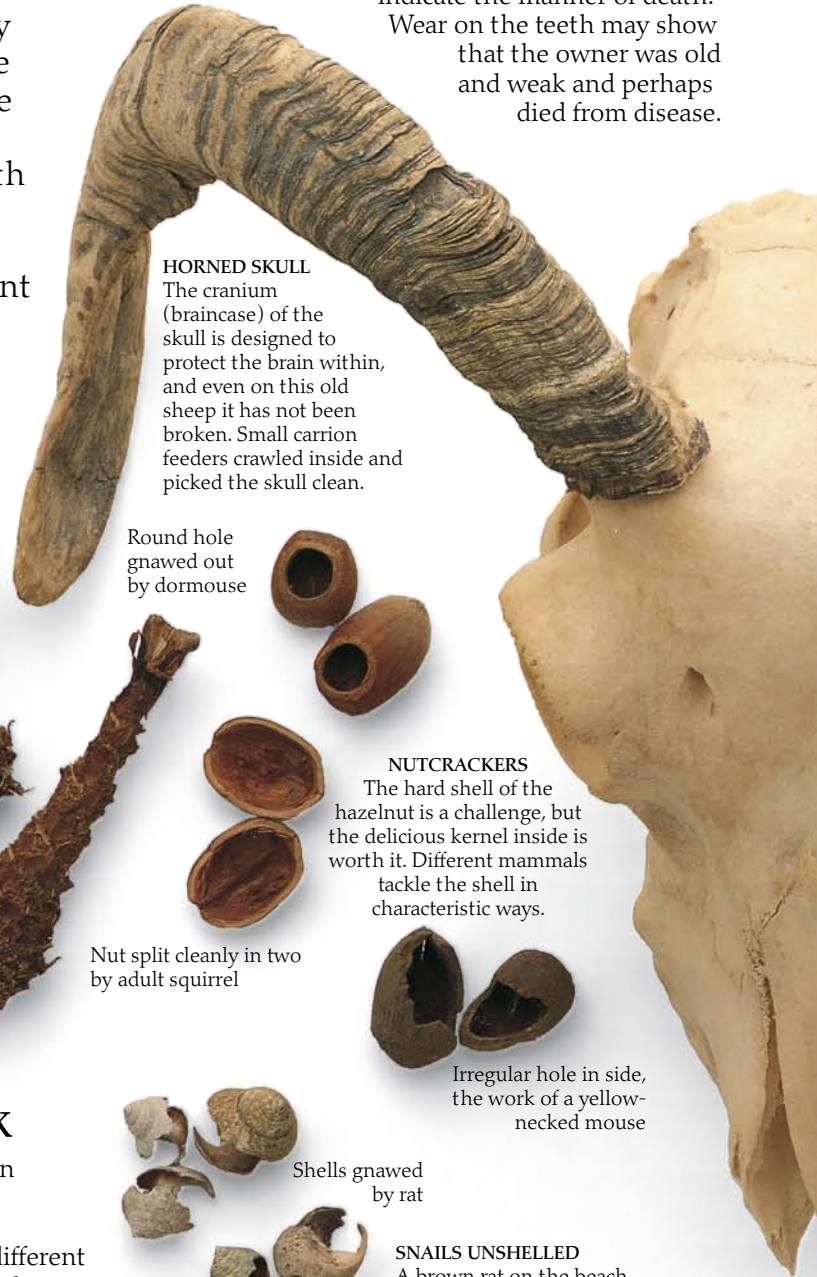 Wear on the teeth may show
that the owner was old
and weak and perhaps
died from disease.
HORNED SKULL
The cranium
(braincase) of the
skull is designed to
protect the brain within,
and even on this old
sheep it has not been
broken. Small carrion
feeders crawled inside and
picked the skull clean.
Round hole
gnawed out
by dormouse
NUTCRACKERS
The hard shell of the
hazelnut is a challenge, but
the delicious kernel inside is
worth it. Different mammals
tackle the shell in
characteristic ways.
Nut split cleanly in two
by adult squirrel
Irregular hole in side,
the work of a yellow-
necked mouse
Shells gnawed
by rat
different
SNAILS UNSHELLED
A brown rat on the beach